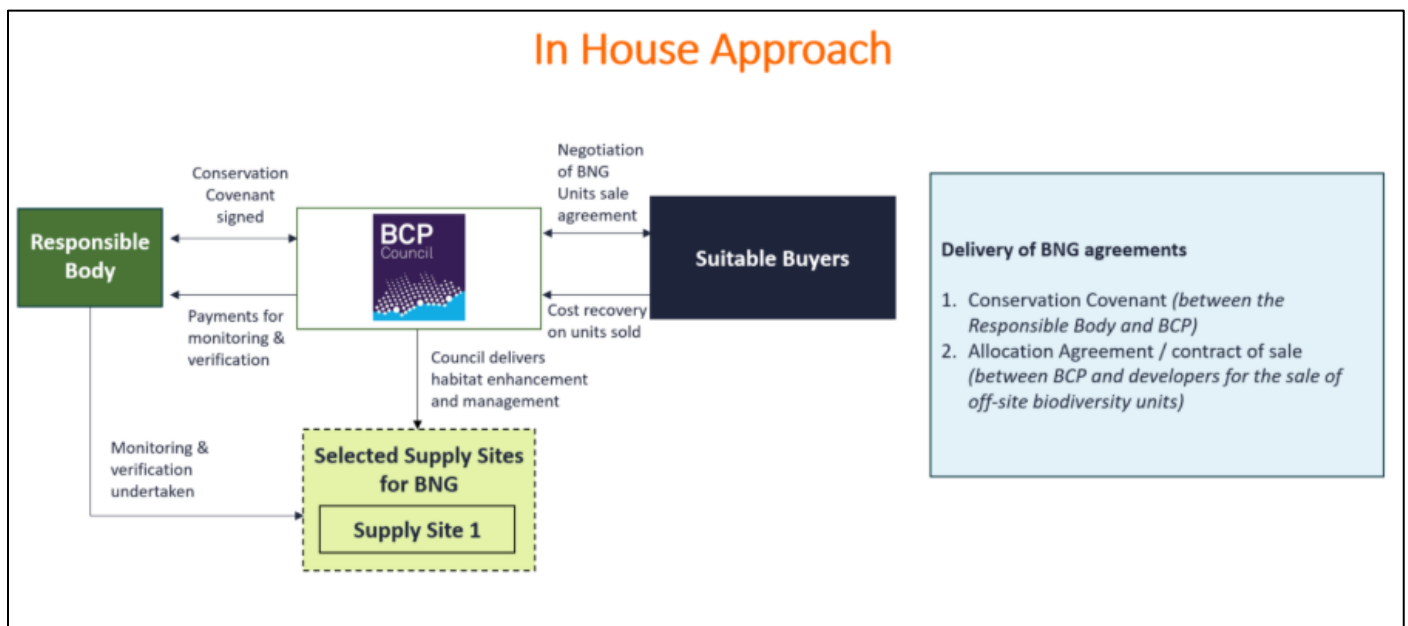 In House Approach
Conservation
Covenant
signed
Negotiation
of BNG
Units sale
agreement
Responsible
Body
BCP
Council
Suitable Buyers
Payments for
monitoring &
verification
Cost recovery
on units sold
Council delivers
habitat enhancement
and management
Monitoring &
verification
undertaken
Selected Supply Sites
for BNG
Supply Site 1
Delivery of BNG agreements
1. Conservation Covenant (between the
Responsible Body and BCP)
2. Allocation Agreement / contract of sale
(between BCP and developers for the sale of
off-site biodiversity units)